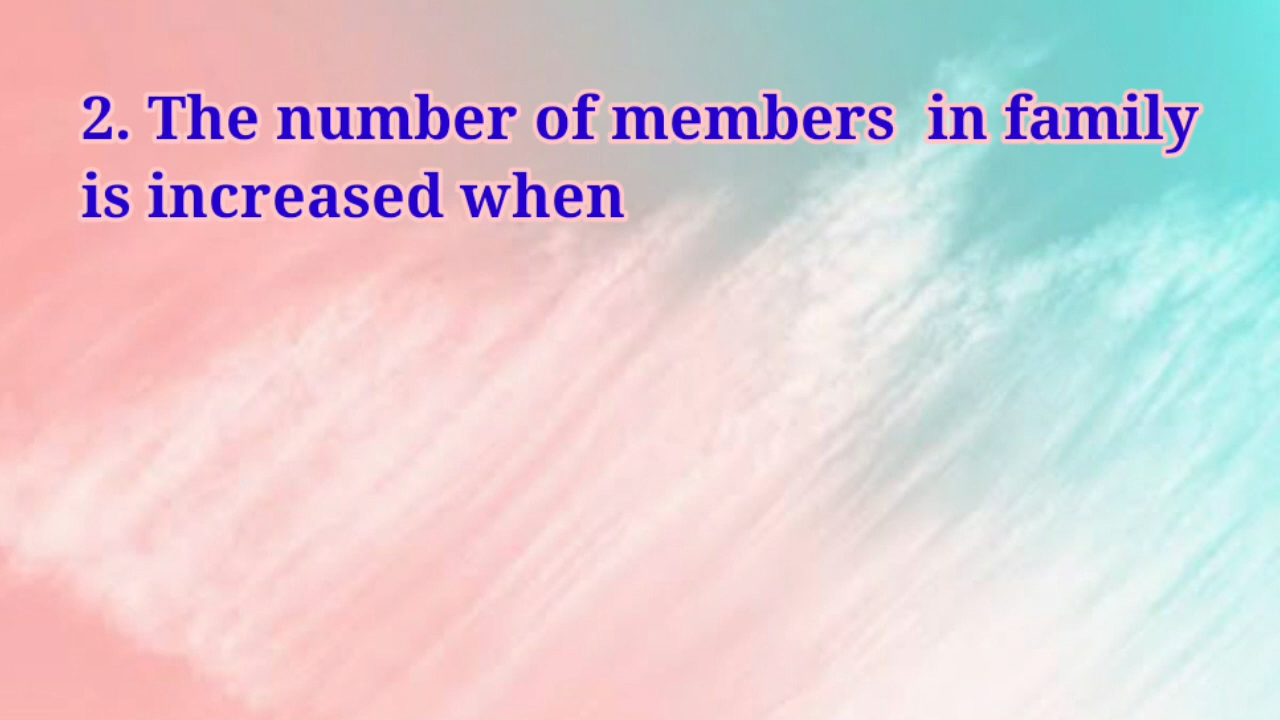 2. The number of members  in family
is increased when